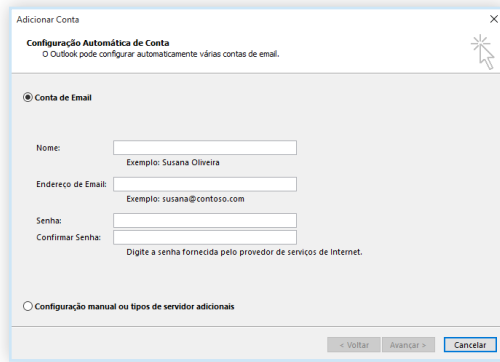 Adicionar Conta
Configuração Automática de Conta
O Outlook pode configurar automaticamente várias contas de email.
Conta de Email
Nome:
Exemplo: Susana Oliveira
Endereço de Email:
Exemplo: susana@contoso.com
Senha:
Confirmar Senha:
Digite a senha fornecida pelo provedor de serviços de Internet.
Configuração manual ou tipos de servidor adicionais
< Voltar Avançar > Cancelar